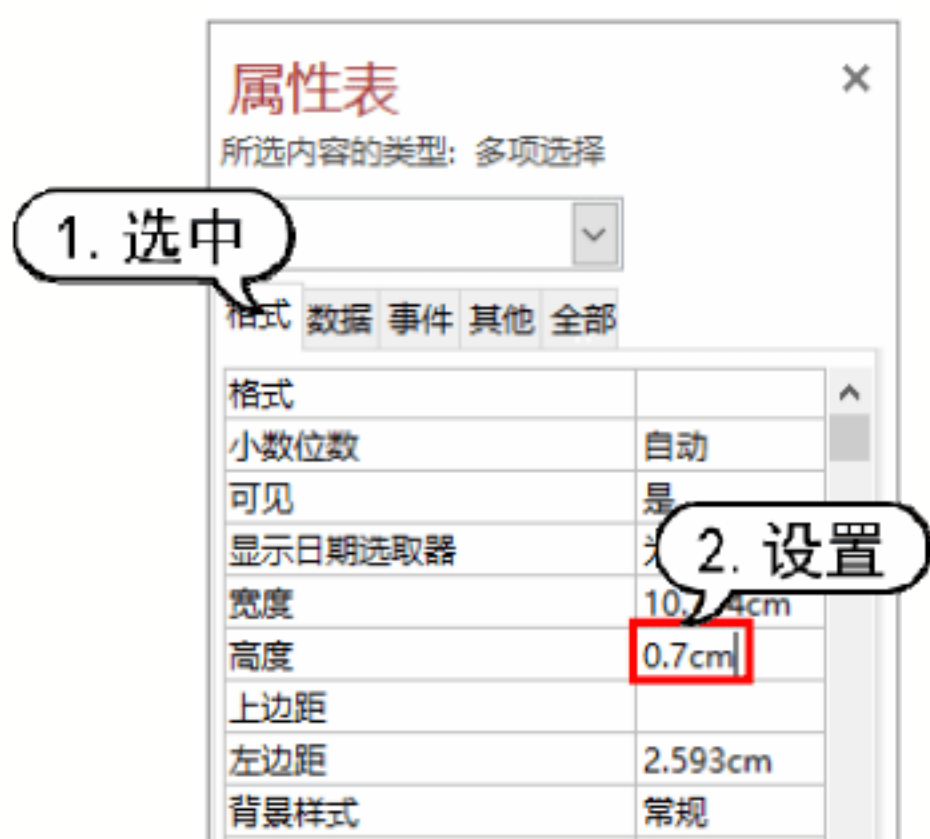 属性表
所选内容的类型: 多项选择
1. 选中
格式 数据 事件 其他 全部
格式
小数位数 自动
可见 是
2. 设置
显示日期选取器
宽度
高度 0.7cm
上边距
左边距 2.593cm
背景样式 常规